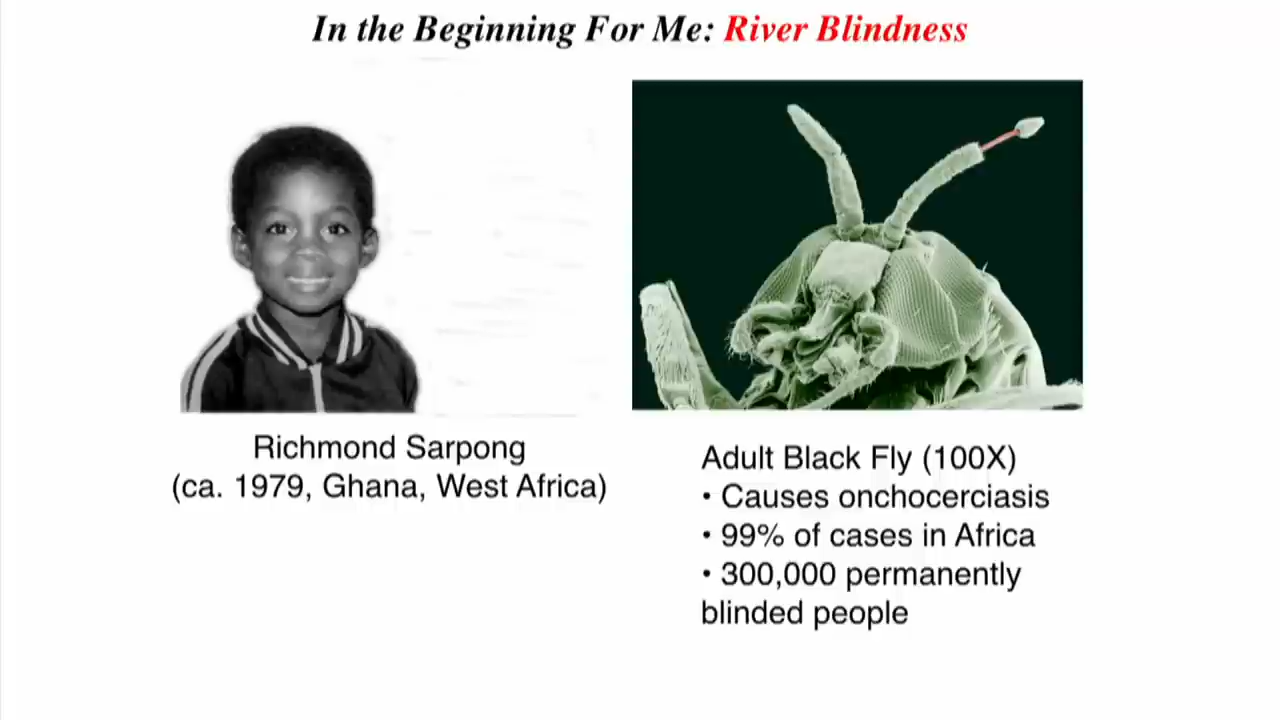 In the Beginning For Me: River Blindness
Richmond Sarpong
(ca. 1979, Ghana, West Africa)
Adult Black Fly (100X)
• Causes onchocerciasis
• 99% of cases in Africa
• 300,000 permanently
blinded people